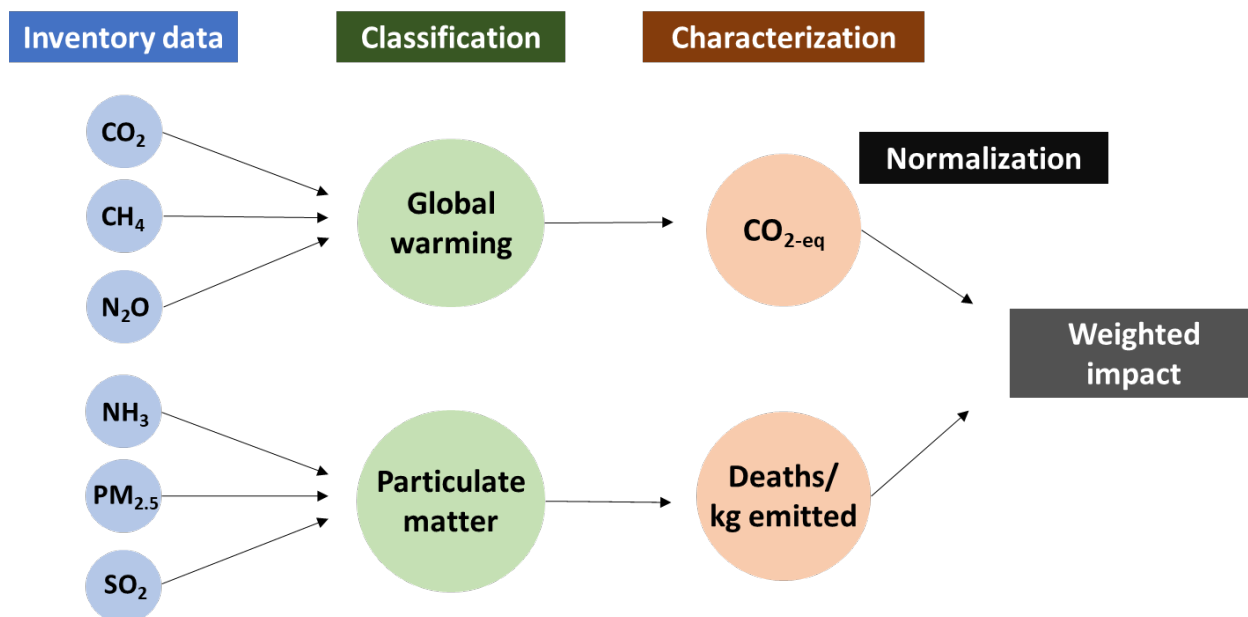 Inventory data
Classification
Characterization
CO₂
CH₄
N₂O
Global
warming
CO₂-eq
Normalization
Weighted
impact
NH₃
PM₂.₅
SO₂
Particulate
matter
Deaths/
kg emitted